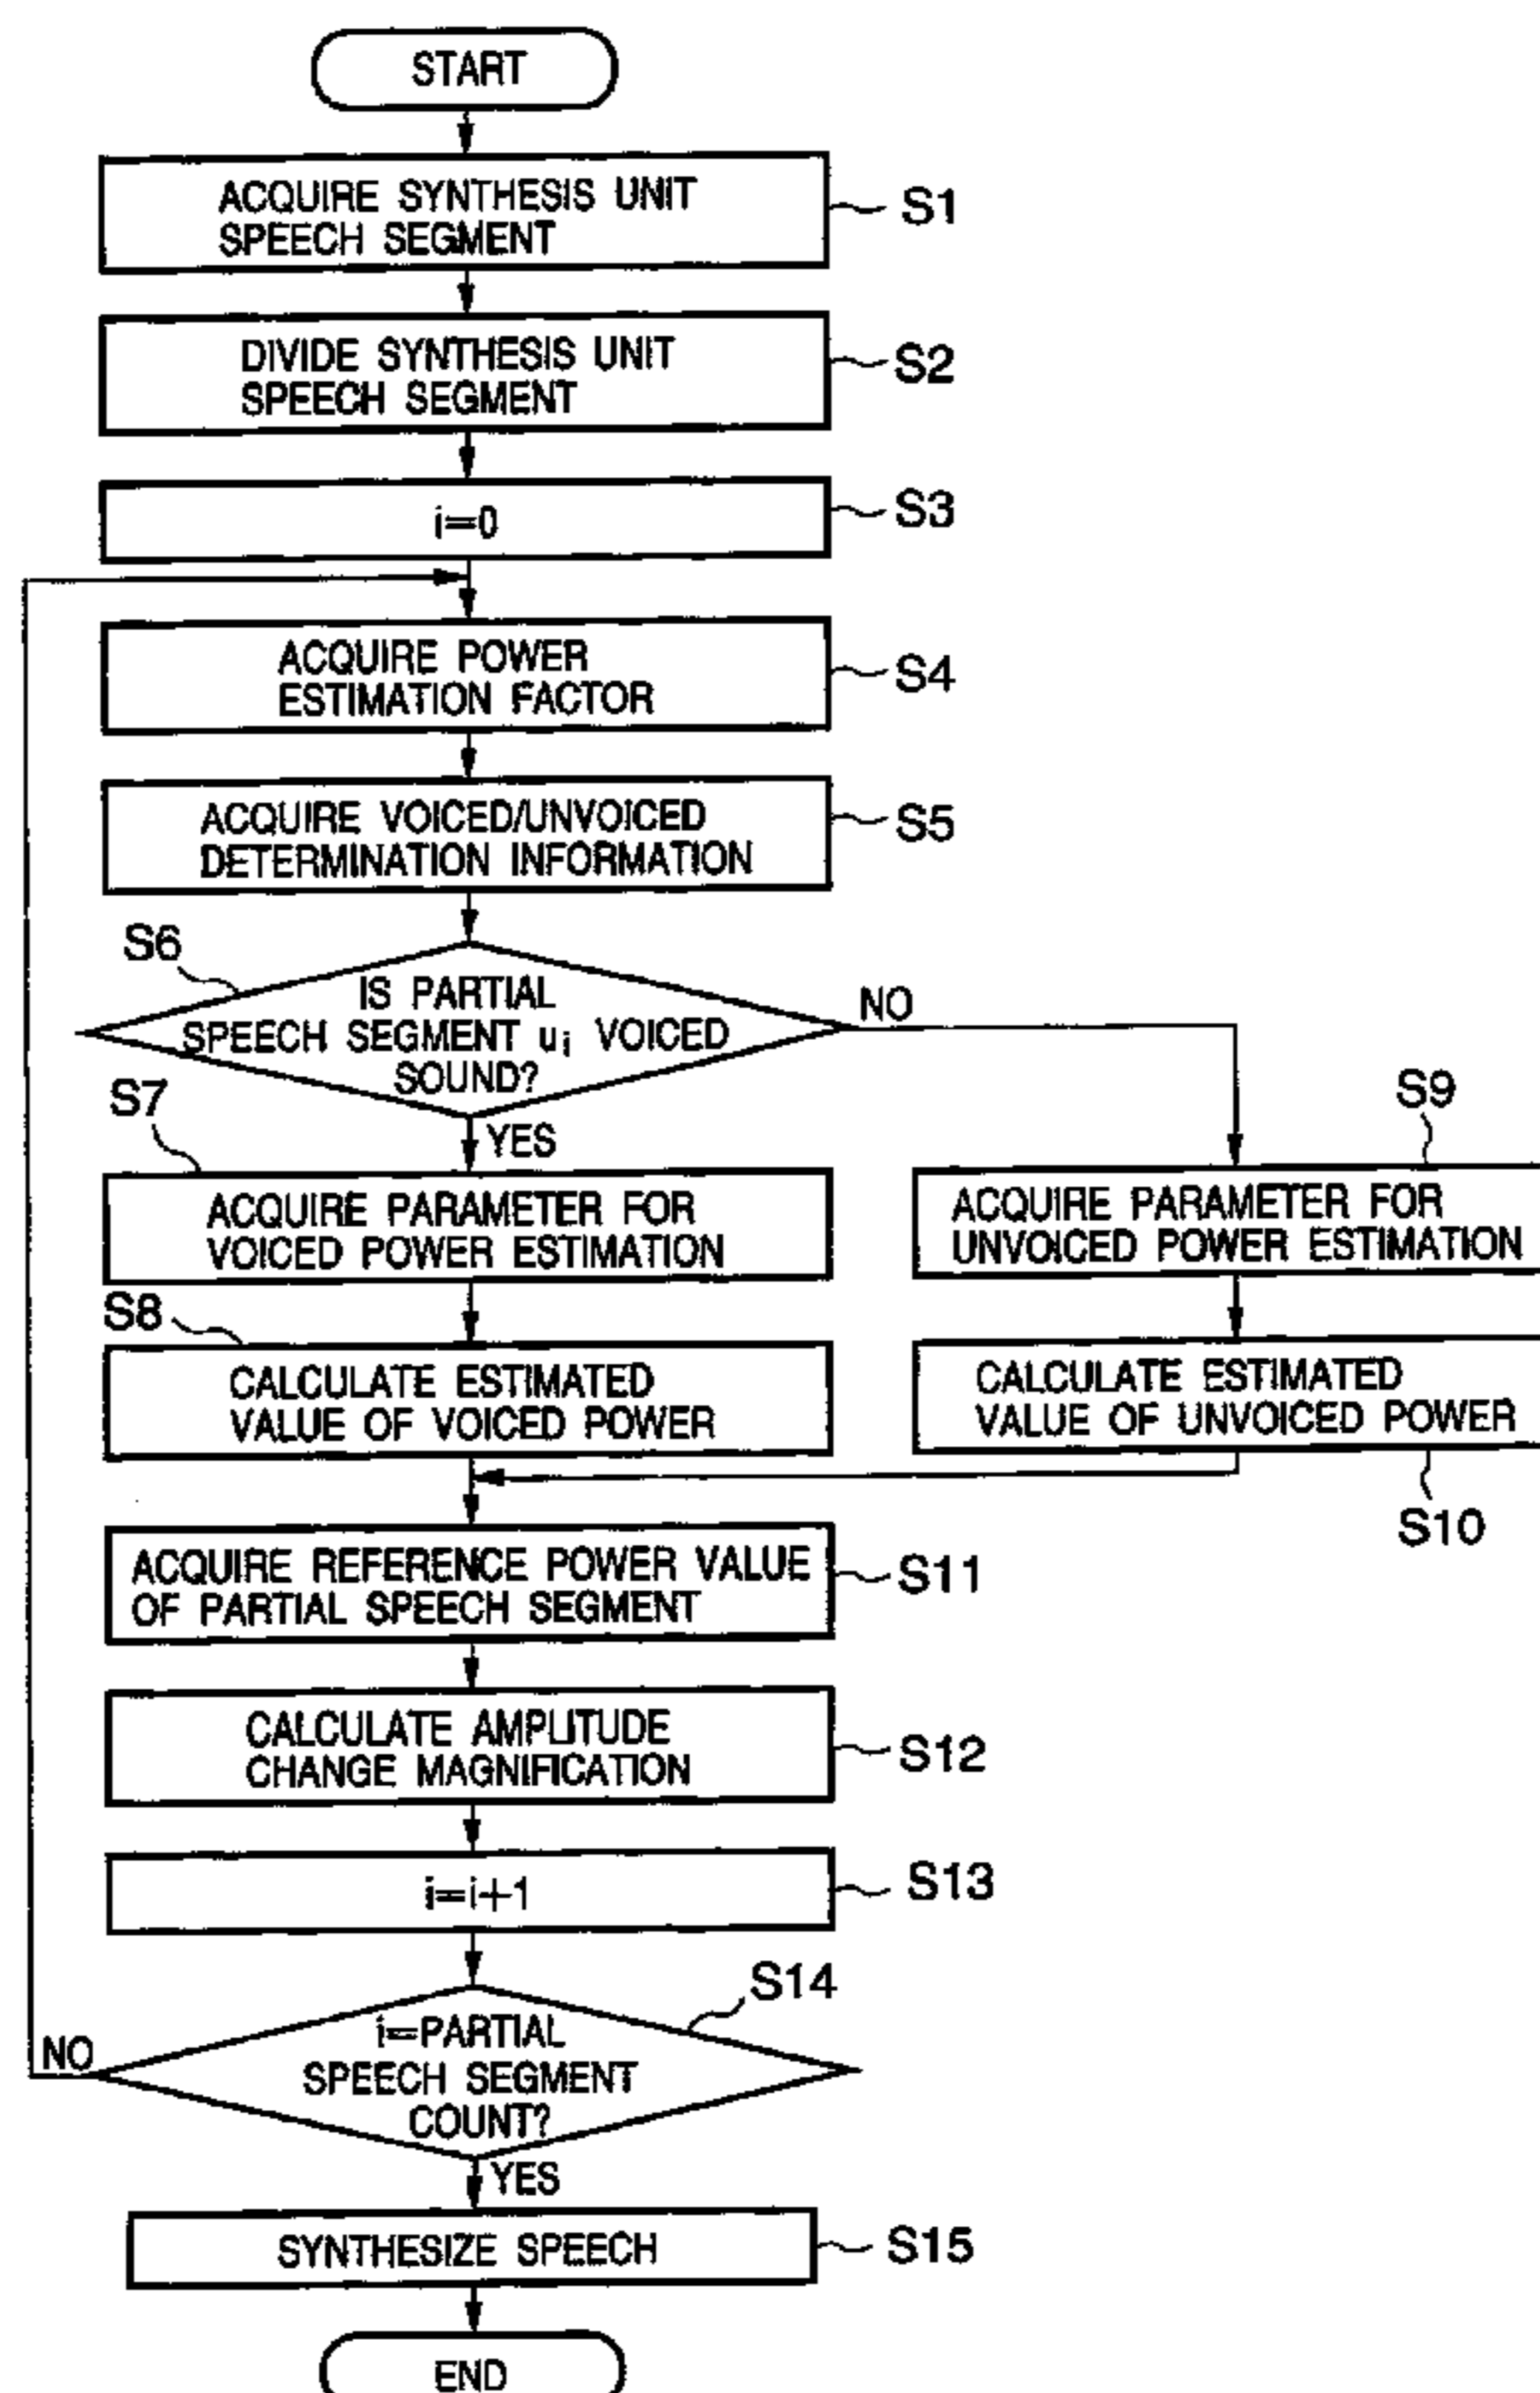 START
ACQUIRE SYNTHESIS UNIT
SPEECH SEGMENT
S1
DIVIDE SYNTHESIS UNIT
SPEECH SEGMENT
S2
i=0
S3
ACQUIRE POWER
ESTIMATION FACTOR
S4
ACQUIRE VOICED/UNVOICED
DETERMINATION INFORMATION
S5
S6
IS PARTIAL
SPEECH SEGMENT ui VOICED
SOUND?
NO
YES
S7
ACQUIRE PARAMETER FOR
VOICED POWER ESTIMATION
S9
ACQUIRE PARAMETER FOR
UNVOICED POWER ESTIMATION
S8
CALCULATE ESTIMATED
VALUE OF VOICED POWER
CALCULATE ESTIMATED
VALUE OF UNVOICED POWER
S10
ACQUIRE REFERENCE POWER VALUE
OF PARTIAL SPEECH SEGMENT
S11
CALCULATE AMPLITUDE
CHANGE MAGNIFICATION
S12
i=i+1
S13
S14
i=PARTIAL
SPEECH SEGMENT
COUNT?
NO
YES
SYNTHESIZE SPEECH
S15
END